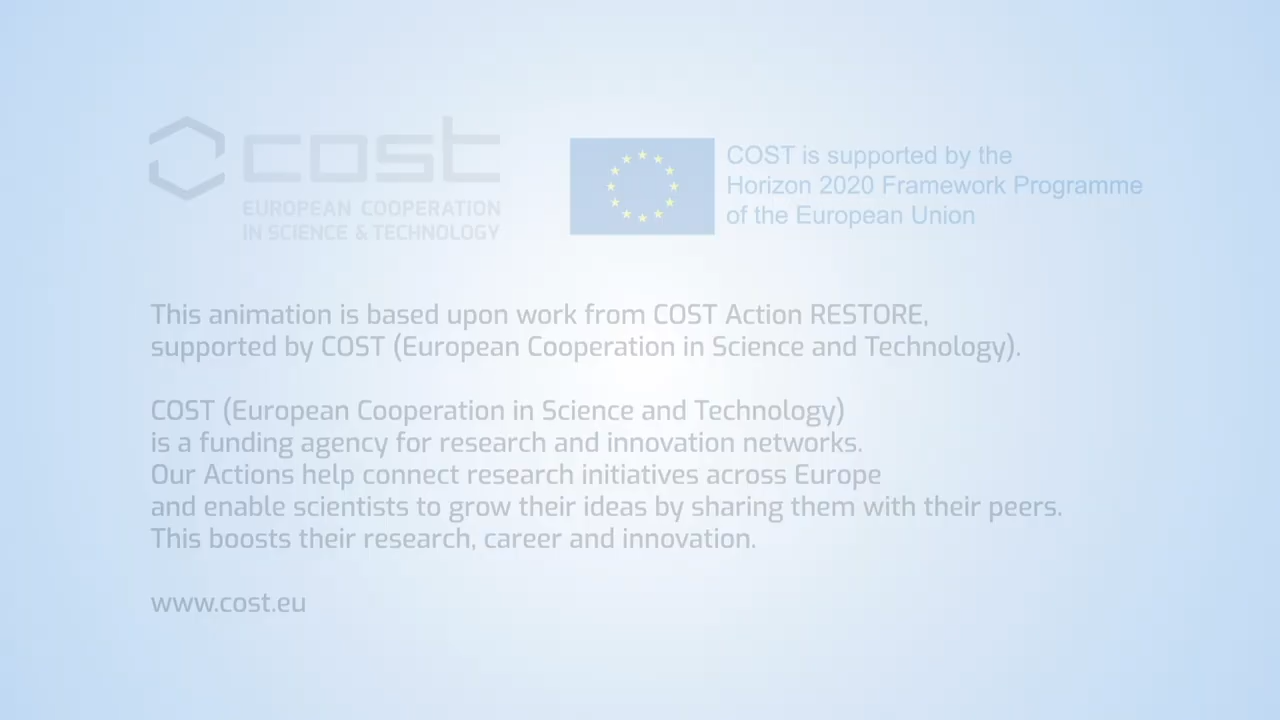 cost
EUROPEAN COOPERATION
IN SCIENCE & TECHNOLOGY
COST is supported by the
Horizon 2020 Framework Programme
of the European Union
This animation is based upon work from COST Action RESTORE,
supported by COST (European Cooperation in Science and Technology).
COST (European Cooperation in Science and Technology)
is a funding agency for research and innovation networks.
Our Actions help connect research initiatives across Europe
and enable scientists to grow their ideas by sharing them with their peers.
This boosts their research, career and innovation.
www.cost.eu